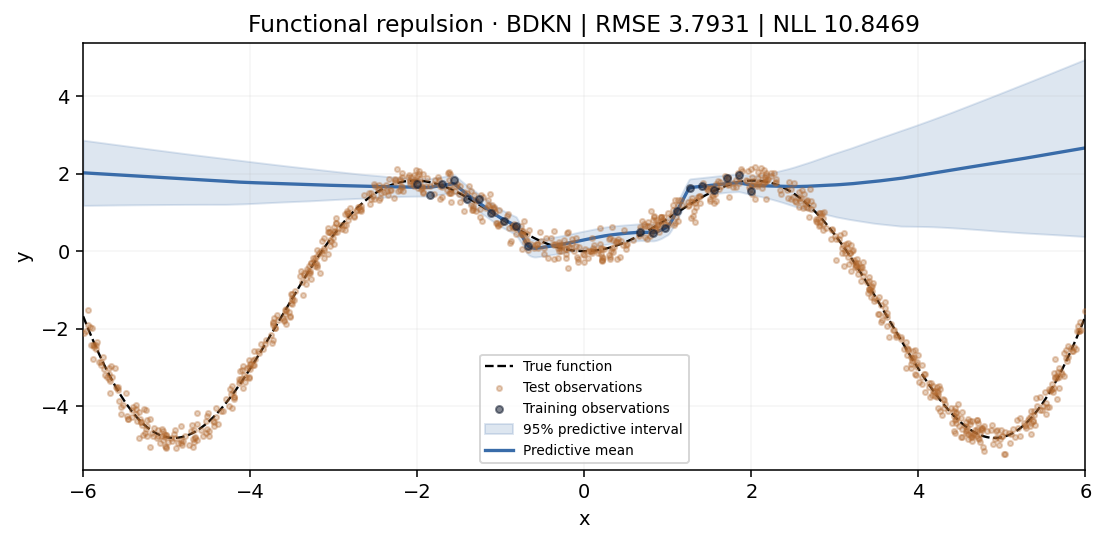 Functional repulsion · BDKN | RMSE 3.7931 | NLL 10.8469
y
4
2
0
−2
−4
True function
Test observations
Training observations
95% predictive interval
Predictive mean
−6
−4
−2
0
2
4
6
x